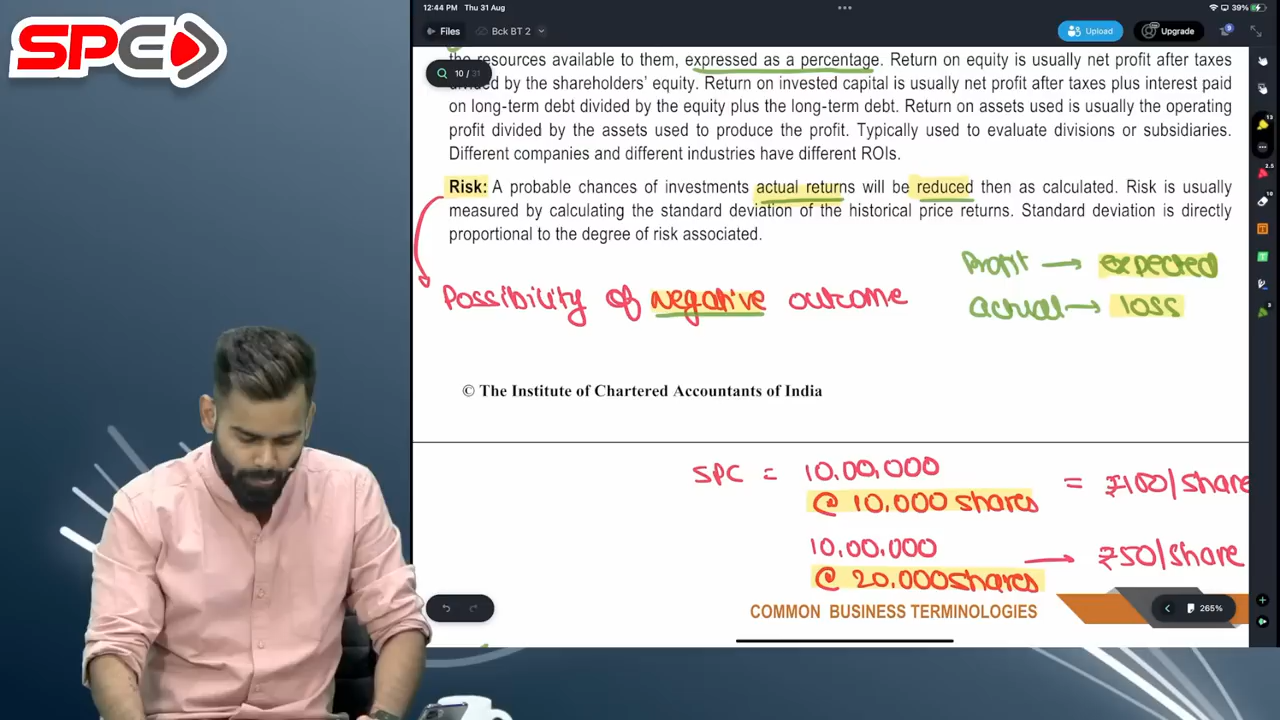 SPC
12:44 PM Thu 31 Aug
39%
Files
Bck BT 2
Upload
Upgrade
10 / 31
the resources available to them, expressed as a percentage. Return on equity is usually net profit after taxes
divided by the shareholders' equity. Return on invested capital is usually net profit after taxes plus interest paid
on long-term debt divided by the equity plus the long-term debt. Return on assets used is usually the operating
profit divided by the assets used to produce the profit. Typically used to evaluate divisions or subsidiaries.
Different companies and different industries have different ROIs.
Risk: A probable chances of investments actual returns will be reduced then as calculated. Risk is usually
measured by calculating the standard deviation of the historical price returns. Standard deviation is directly
proportional to the degree of risk associated.
Profit → expected
Possibility of negative outcome
actual → loss
© The Institute of Chartered Accountants of India
SPC = 10,00,000
@ 10,000 shares = ₹100/share
10,00,000
@ 20,000 shares → ₹50/share
COMMON BUSINESS TERMINOLOGIES
265%